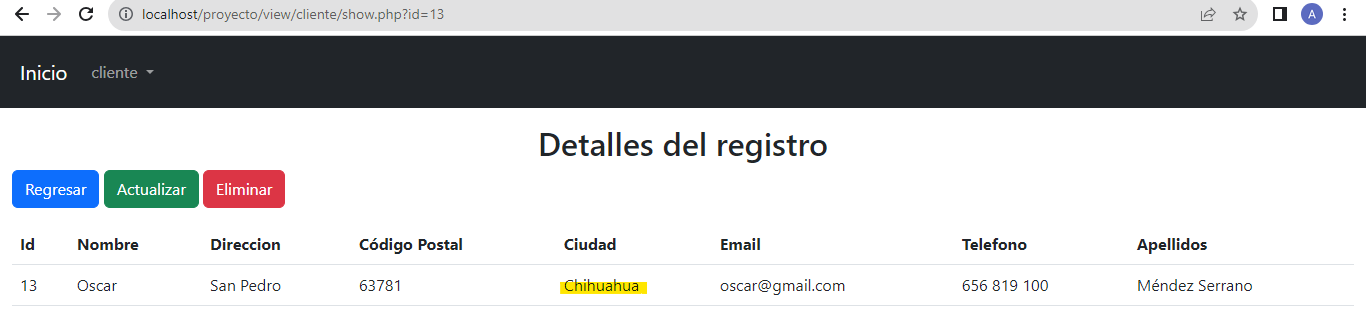 localhost/proyecto/view/cliente/show.php?id=13
A
Inicio cliente
Detalles del registro
Regresar Actualizar Eliminar
Id Nombre Direccion Código Postal Ciudad Email Telefono Apellidos
13 Oscar San Pedro 63781 Chihuahua oscar@gmail.com 656 819 100 Méndez Serrano